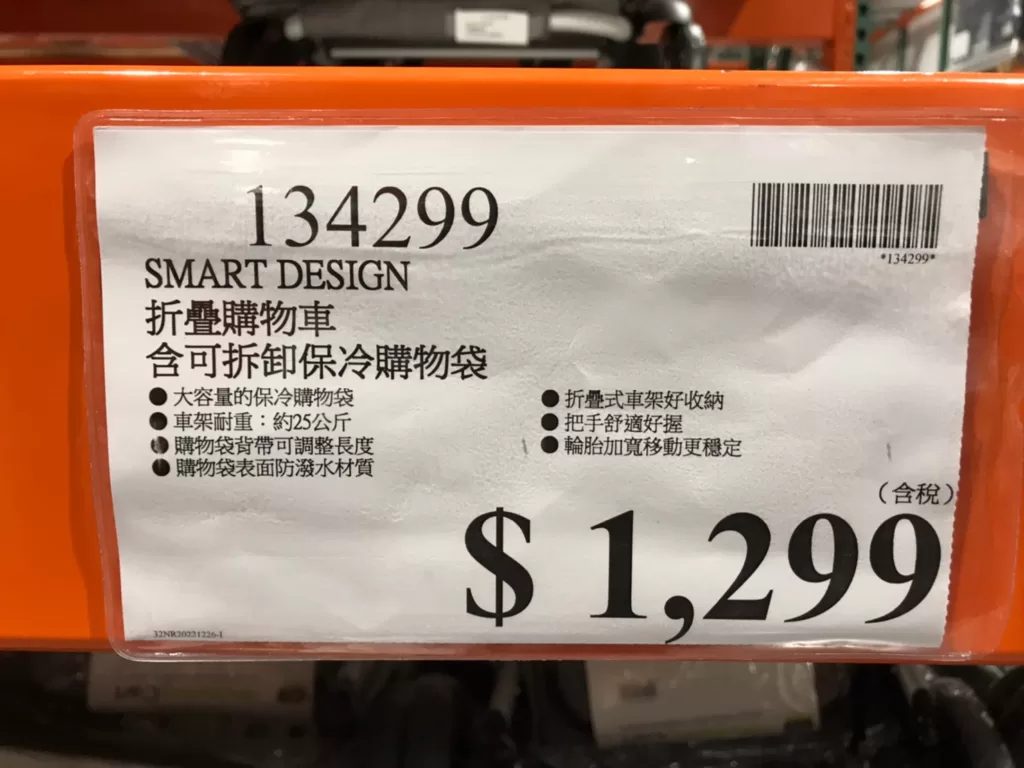 134299
*134299*
SMART DESIGN
折疊購物車
含可拆卸保冷購物袋
● 大容量的保冷購物袋
● 車架耐重：約25公斤
● 購物袋背帶可調整長度
● 購物袋表面防潑水材質
● 折疊式車架好收納
● 把手舒適好握
● 輪胎加寬移動更穩定
（含稅）
$ 1,299
32NR20221226-1